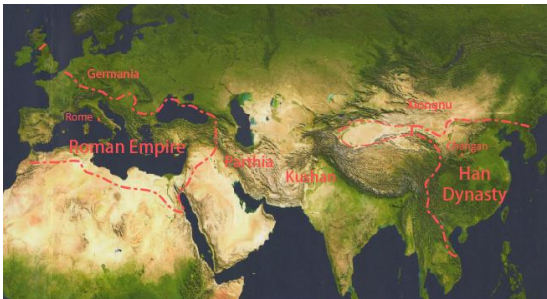 Germania
Xiongnu
Rome
Roman Empire
Chang'an
Parthia
Kushan
Han
Dynasty